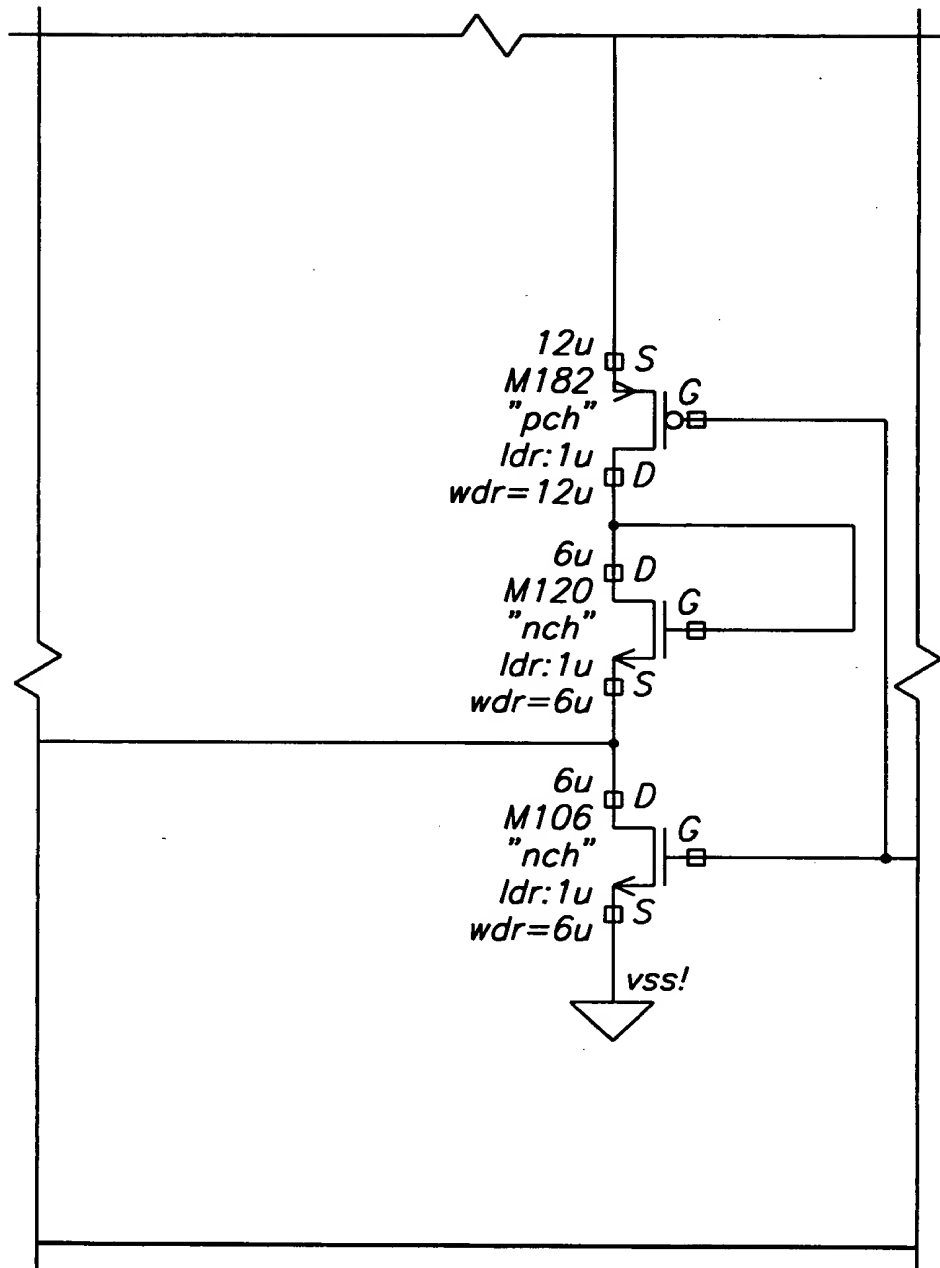 12u S
M182
"pch" G
ldr:1u
wdr=12u D
6u D
M120
"nch" G
ldr:1u
wdr=6u S
6u D
M106
"nch" G
ldr:1u
wdr=6u S
vss!